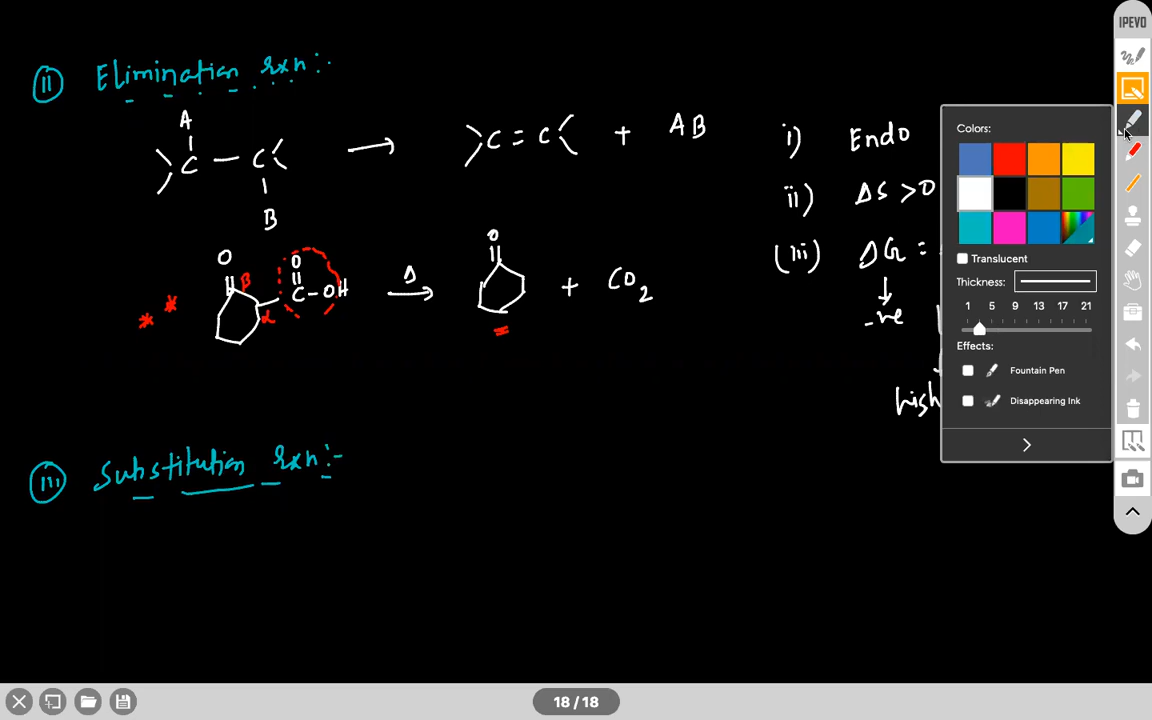 IPEVO
(ii) Elimination rxn:-
A
>C - C< → >C = C< + AB
B
i) Endo
ii) ΔS >0
(iii) ΔG =
↓
-ve
high
O
β
O
C-OH
α
Δ →
O
+ CO2
(iii) Substitution rxn:-
Colors:
Translucent
Thickness:
1 5 9 13 17 21
Effects:
Fountain Pen
Disappearing Ink
18 / 18